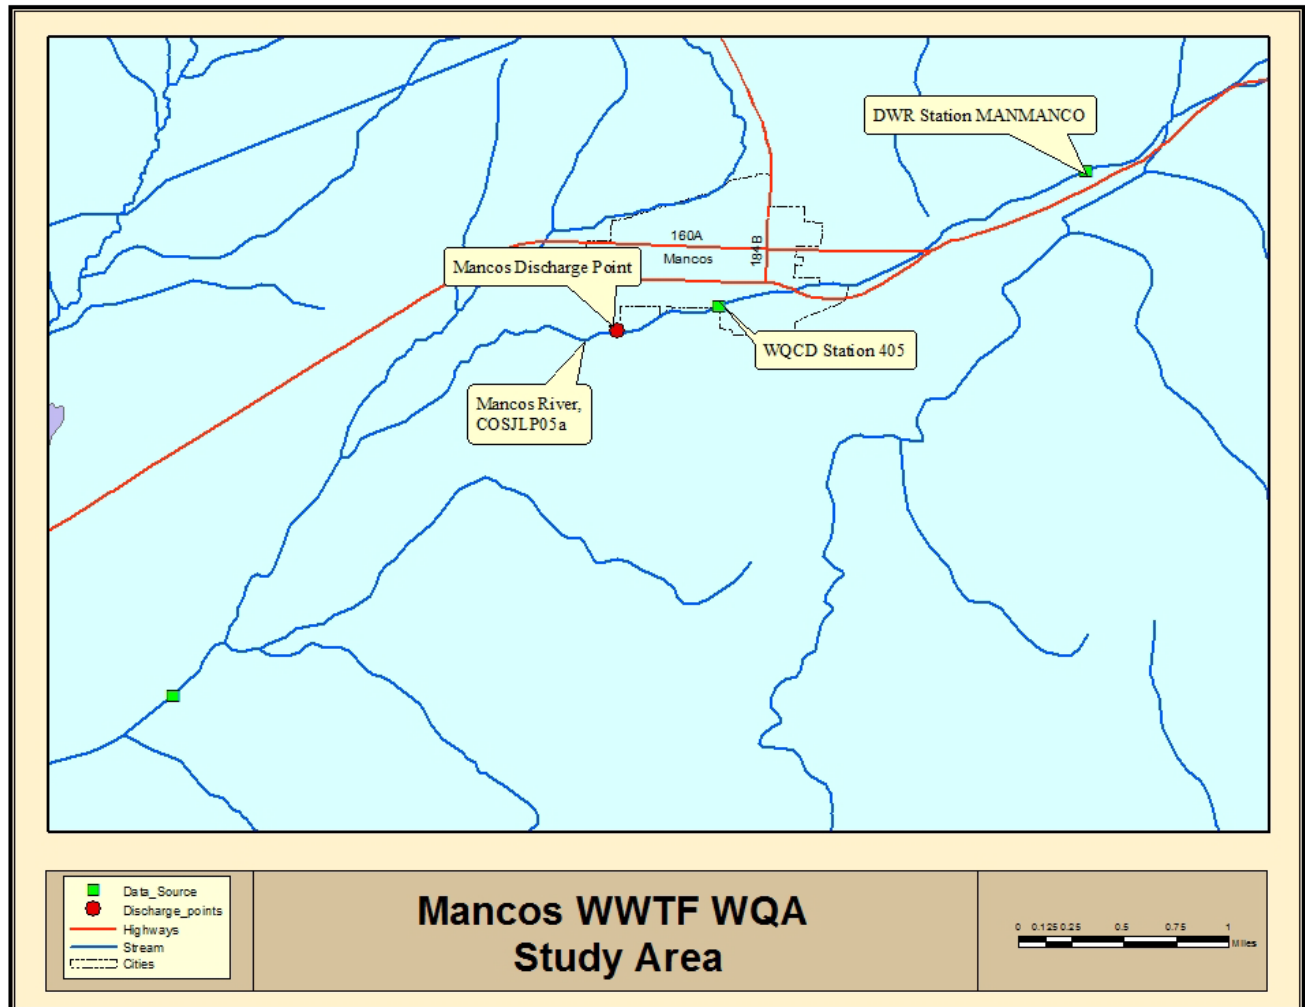 DWR Station MANMANCO
160A
184B
Mancos
Mancos Discharge Point
WQCD Station 405
Mancos River,
COSJLP05a
Data_Source
Discharge_points
Highways
Stream
Cities
Mancos WWTF WQA
Study Area
0 0.125 0.25 0.5 0.75 1
Miles